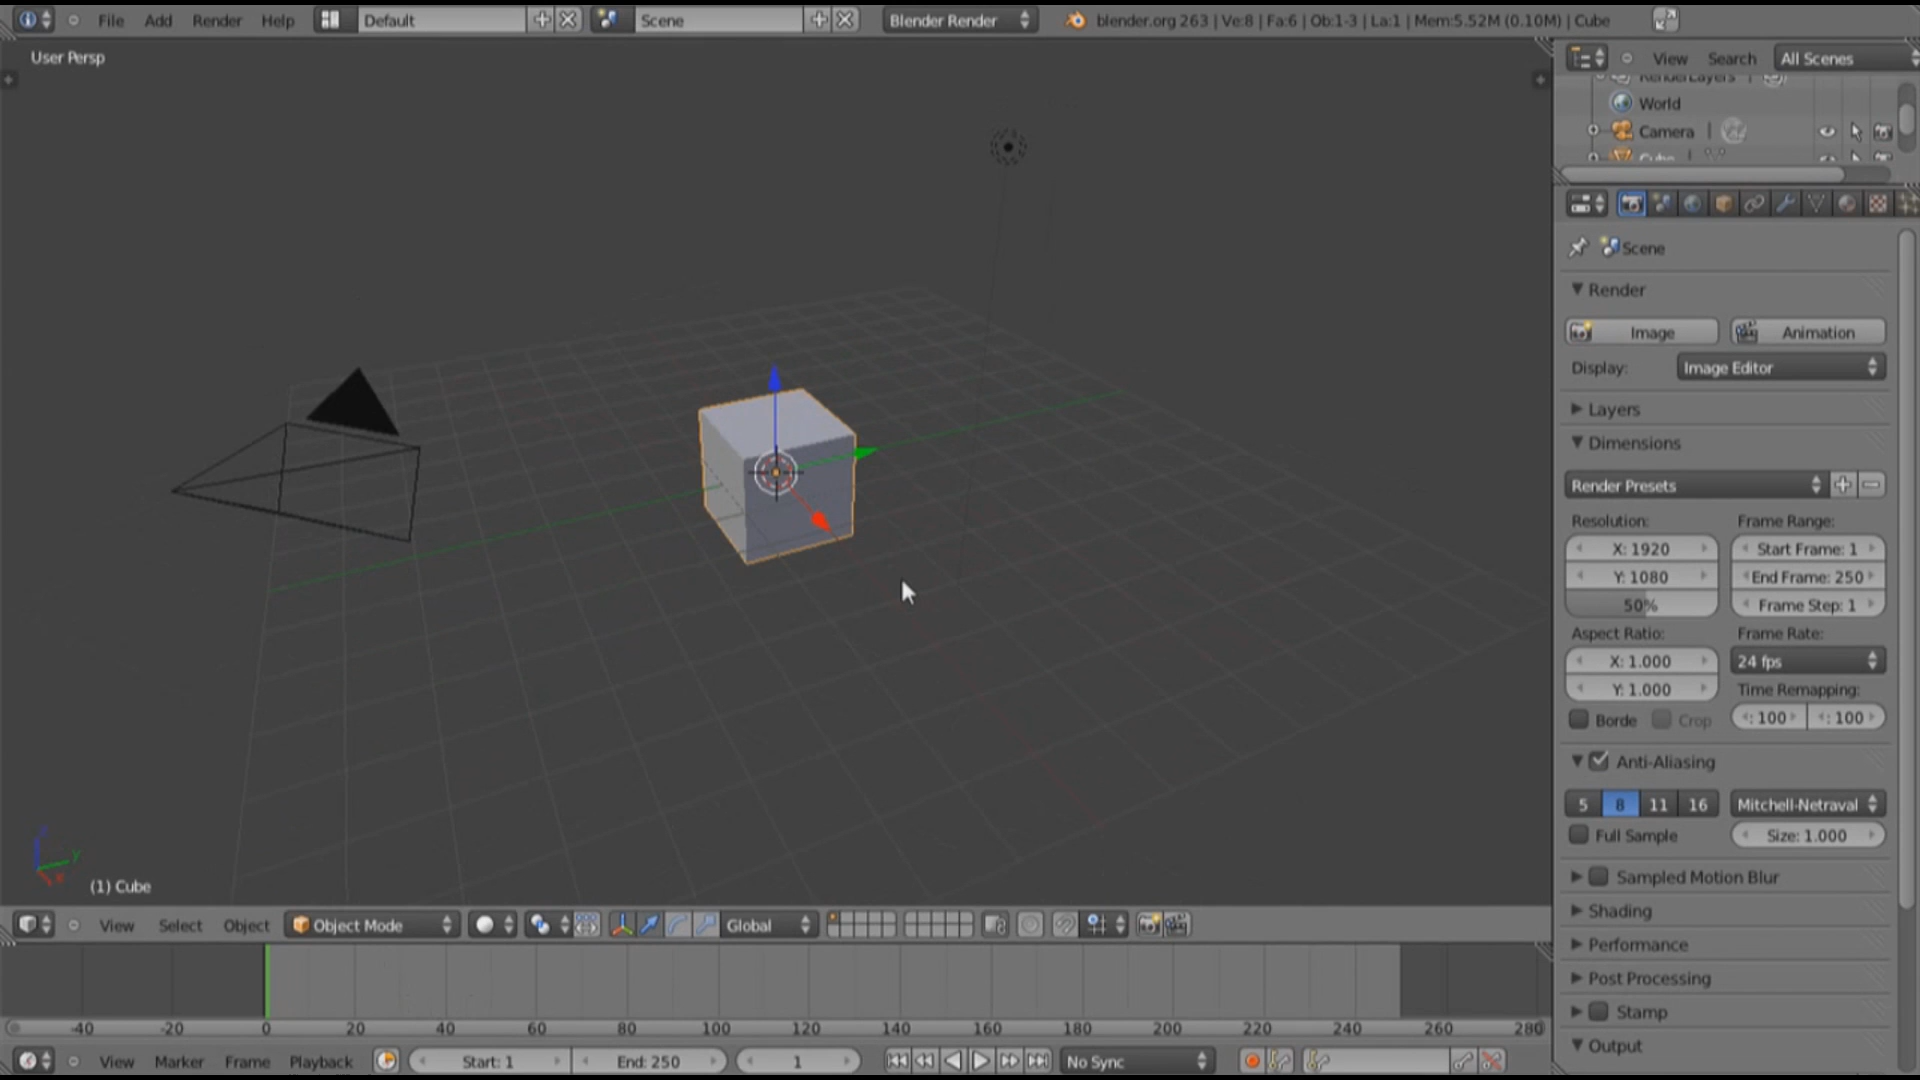 File Add Render Help Default Scene Blender Render blender.org 263 | Ve:8 | Fa:6 | Ob:1-3 | La:1 | Mem:5.52M (0.10M) | Cube
User Persp
View Search All Scenes
RenderLayers |
World
Camera |
Cube |
Scene
Render
Image Animation
Display: Image Editor
Layers
Dimensions
Render Presets
Resolution: Frame Range:
X: 1920 Start Frame: 1
Y: 1080 End Frame: 250
50% Frame Step: 1
Aspect Ratio: Frame Rate:
X: 1.000 24 fps
Y: 1.000 Time Remapping:
Borde Crop : 100 : 100
Anti-Aliasing
5 8 11 16 Mitchell-Netraval
Full Sample Size: 1.000
Sampled Motion Blur
Shading
Performance
Post Processing
Stamp
Output
z
y
x
(1) Cube
View Select Object Object Mode Global
-40 -20 0 20 40 60 80 100 120 140 160 180 200 220 240 260 280
View Marker Frame Playback Start: 1 End: 250 1 No Sync